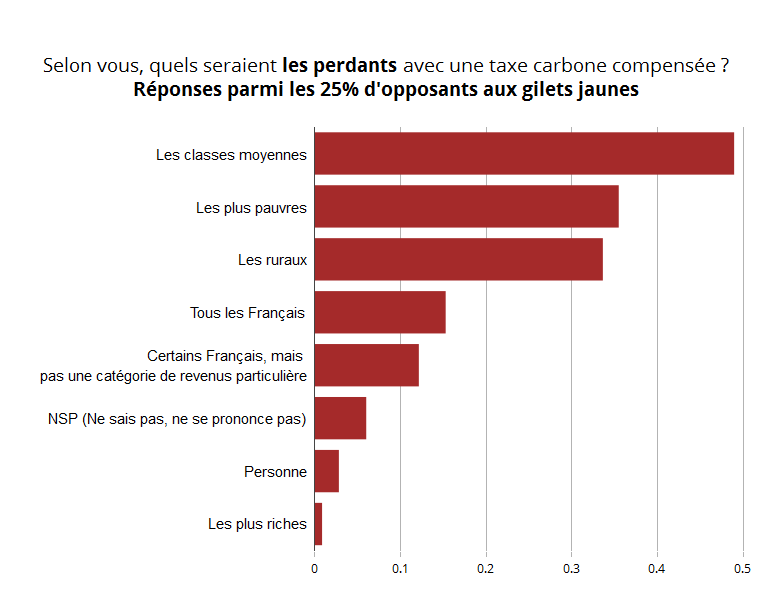 Selon vous, quels seraient les perdants avec une taxe carbone compensée ?
Réponses parmi les 25% d'opposants aux gilets jaunes
Les classes moyennes
Les plus pauvres
Les ruraux
Tous les Français
Certains Français, mais
pas une catégorie de revenus particulière
NSP (Ne sais pas, ne se prononce pas)
Personne
Les plus riches
0 0.1 0.2 0.3 0.4 0.5